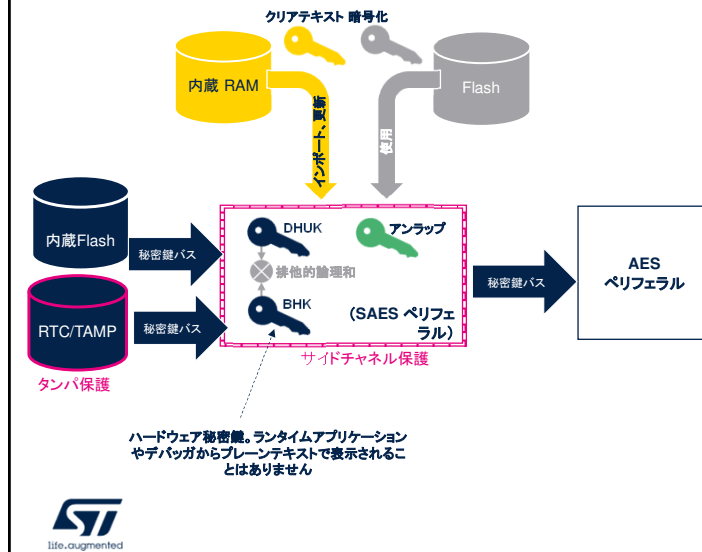 クリアテキスト 暗号化
内蔵 RAM
Flash
インポート、更新
使用
内蔵Flash
秘密鍵バス
DHUK
アンラップ
排他的論理和
BHK
(SAES ペリフェ
ラル)
秘密鍵バス
AES
ペリフェラル
RTC/TAMP
秘密鍵バス
サイドチャネル保護
タンパ保護
ハードウェア秘密鍵。ランタイムアプリケーション
やデバッガからプレーンテキストで表示されるこ
とはありません
ST
life.augmented